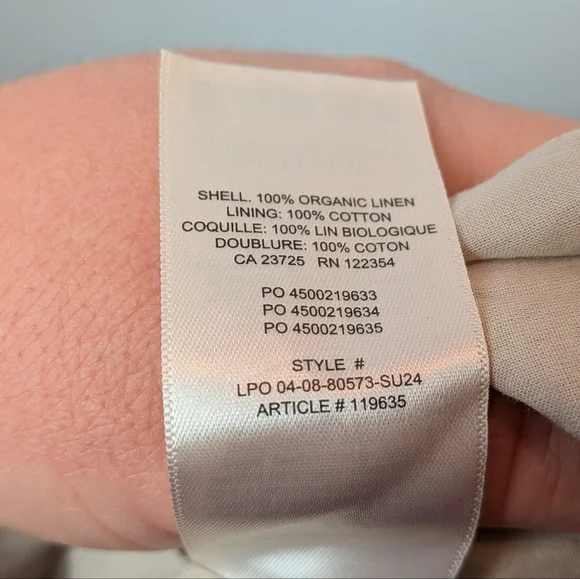 SHELL. 100% ORGANIC LINEN
LINING: 100% COTTON
COQUILLE: 100% LIN BIOLOGIQUE
DOUBLURE: 100% COTON
CA 23725 RN 122354
PO 4500219633
PO 4500219634
PO 4500219635
STYLE #
LPO 04-08-80573-SU24
ARTICLE # 119635